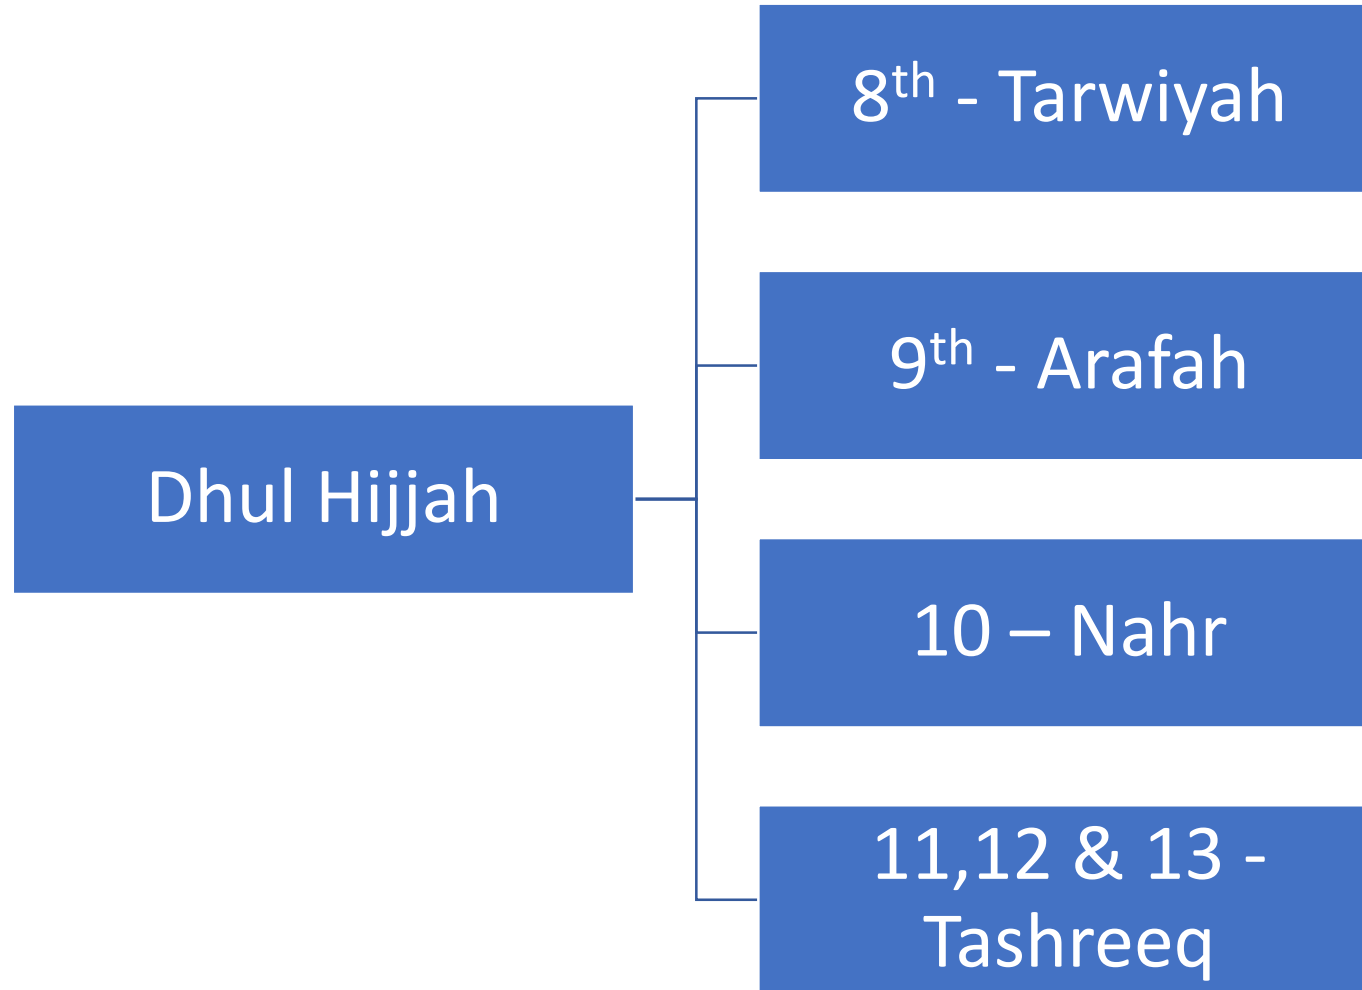 8th - Tarwiyah
9th - Arafah
Dhul Hijjah
10 – Nahr
11,12 & 13 -
Tashreeq